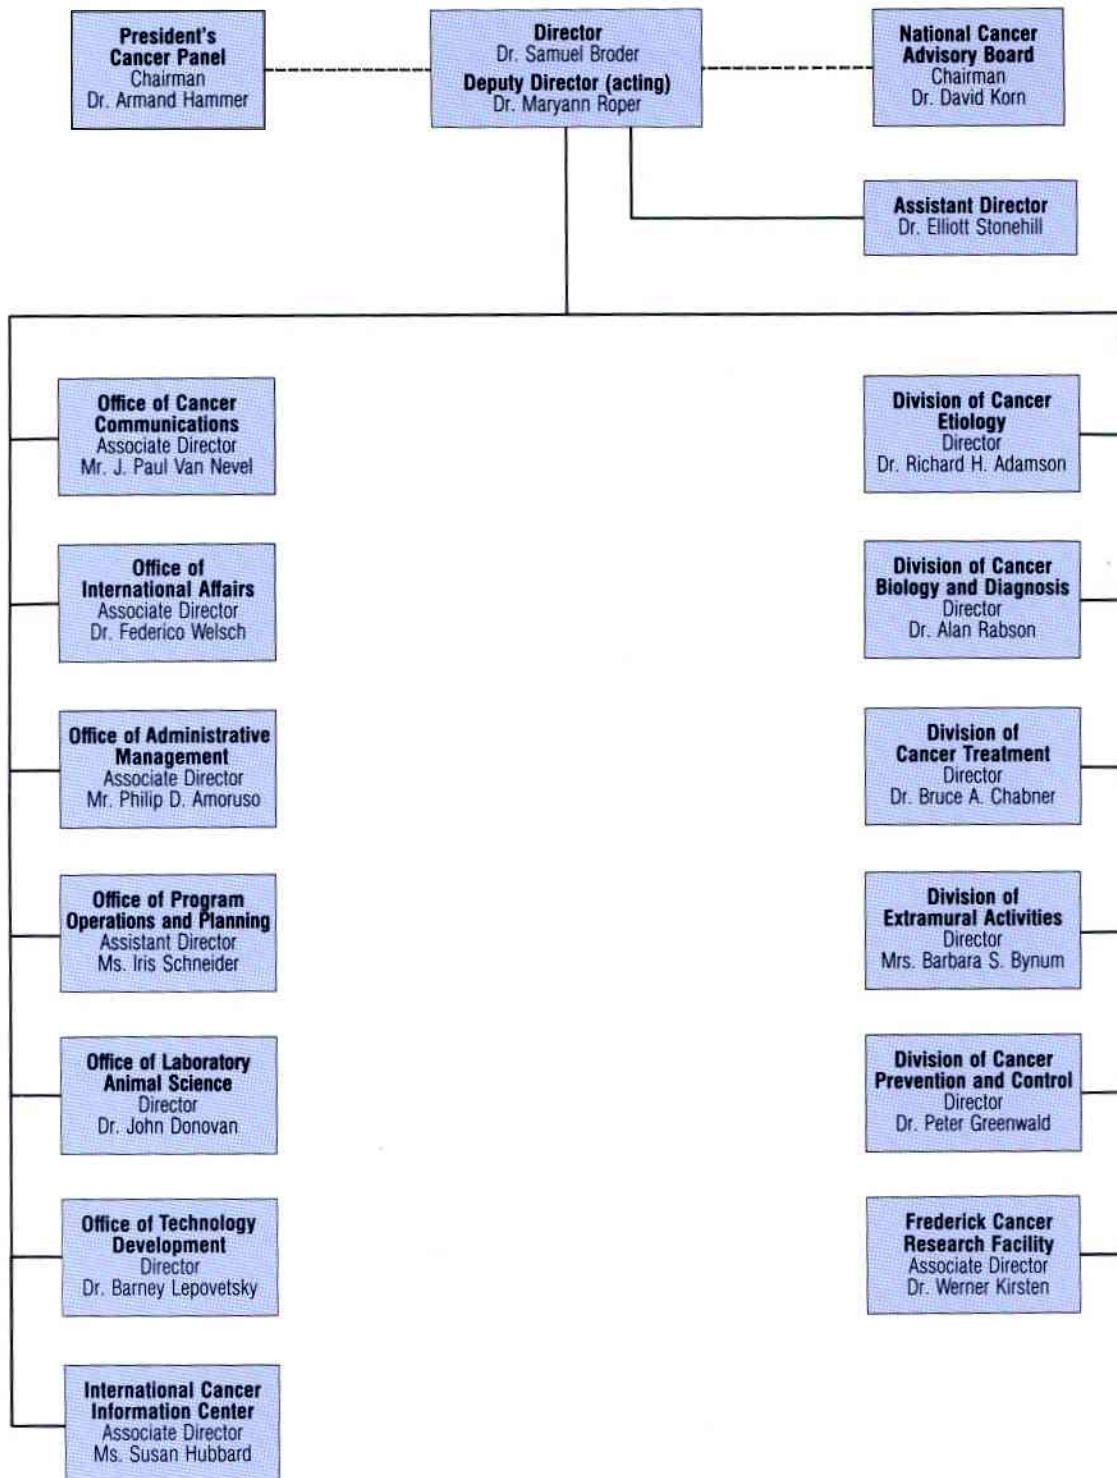 President's
Cancer Panel
Chairman
Dr. Armand Hammer
Director
Dr. Samuel Broder
Deputy Director (acting)
Dr. Maryann Roper
National Cancer
Advisory Board
Chairman
Dr. David Korn
Assistant Director
Dr. Elliott Stonehill
Office of Cancer
Communications
Associate Director
Mr. J. Paul Van Nevel
Office of
International Affairs
Associate Director
Dr. Federico Welsch
Office of Administrative
Management
Associate Director
Mr. Philip D. Amoruso
Office of Program
Operations and Planning
Assistant Director
Ms. Iris Schneider
Office of Laboratory
Animal Science
Director
Dr. John Donovan
Office of Technology
Development
Director
Dr. Barney Lepovetsky
International Cancer
Information Center
Associate Director
Ms. Susan Hubbard
Division of Cancer
Etiology
Director
Dr. Richard H. Adamson
Division of Cancer
Biology and Diagnosis
Director
Dr. Alan Rabson
Division of
Cancer Treatment
Director
Dr. Bruce A. Chabner
Division of
Extramural Activities
Director
Mrs. Barbara S. Bynum
Division of Cancer
Prevention and Control
Director
Dr. Peter Greenwald
Frederick Cancer
Research Facility
Associate Director
Dr. Werner Kirsten